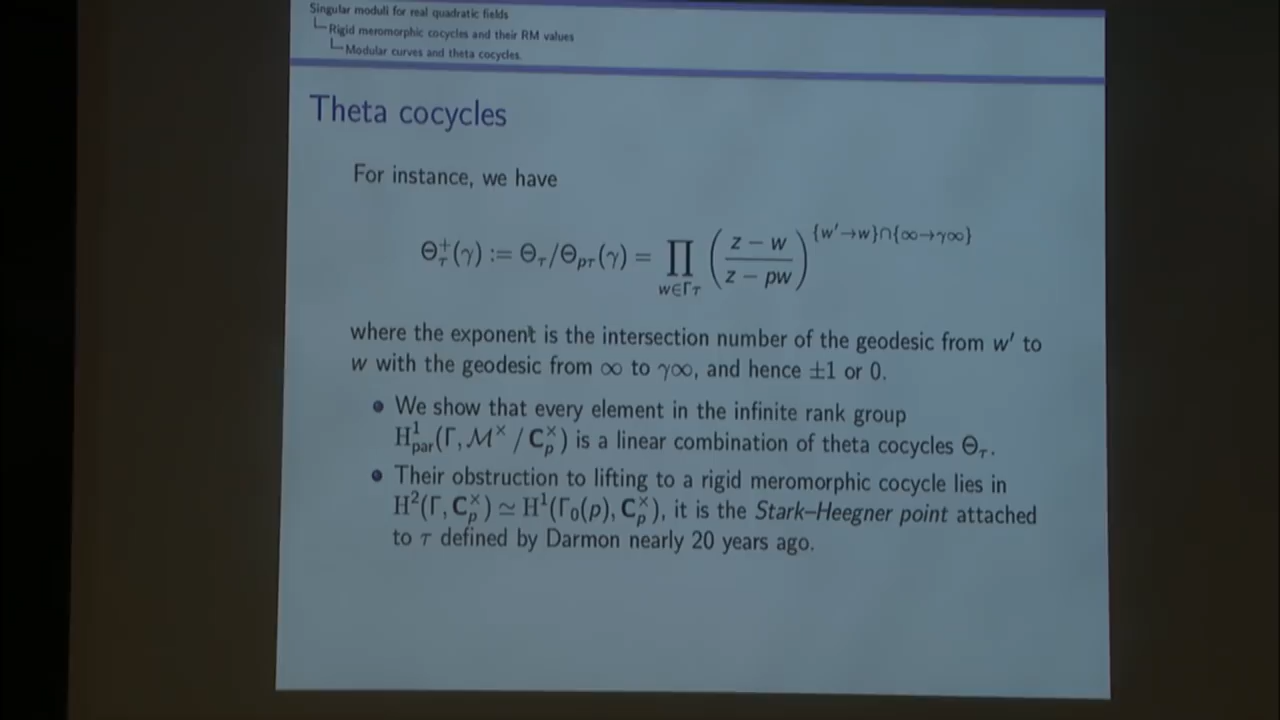 Singular moduli for real quadratic fields
Rigid meromorphic cocycles and their RM values
Modular curves and theta cocycles.
Theta cocycles
For instance, we have
Θ_τ^+(γ) := Θ_τ/Θ_{pτ}(γ) = ∏_{w∈Γτ} ((z − w)/(z − pw))^{{w′→w}∩{∞→γ∞}}
where the exponent is the intersection number of the geodesic from w′ to
w with the geodesic from ∞ to γ∞, and hence ±1 or 0.
• We show that every element in the infinite rank group
H^1_par(Γ, M^× / C_p^×) is a linear combination of theta cocycles Θ_τ.
• Their obstruction to lifting to a rigid meromorphic cocycle lies in
H^2(Γ, C_p^×) ≃ H^1(Γ_0(p), C_p^×), it is the Stark–Heegner point attached
to τ defined by Darmon nearly 20 years ago.